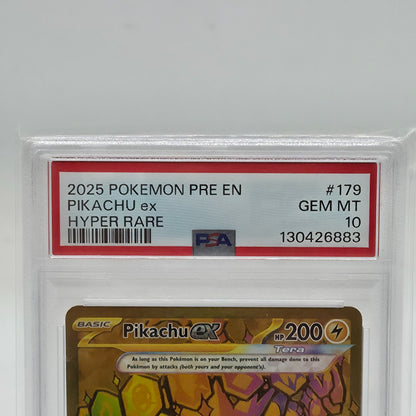 2025 POKEMON PRE EN #179
PIKACHU ex GEM MT
HYPER RARE 10
PSA 130426883
BASIC Pikachu ex HP 200
Tera
As long as this Pokémon is on your Bench, prevent all damage done to this
Pokémon by attacks (both yours and your opponent's).